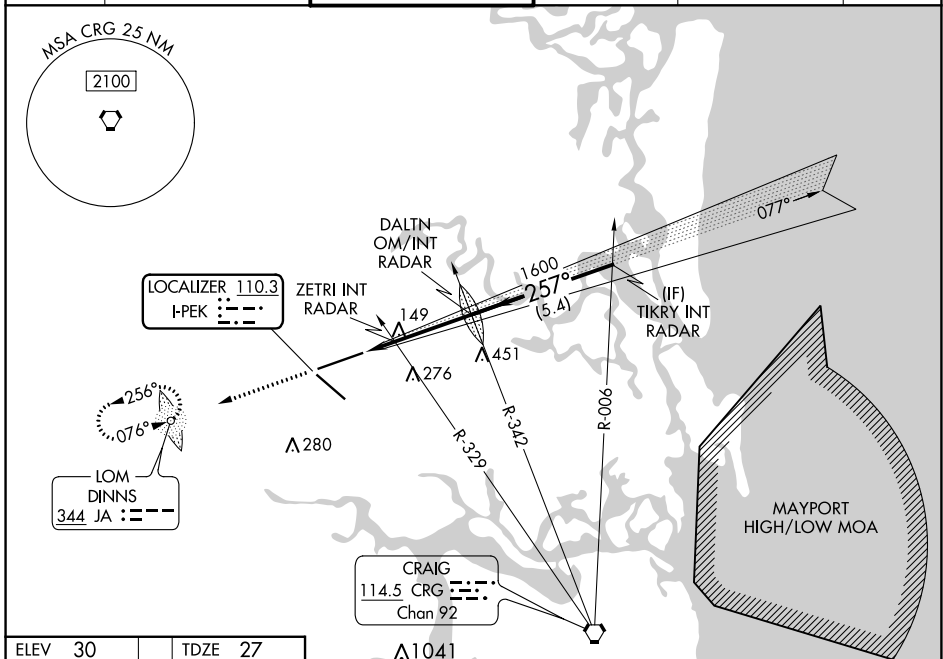 MSA CRG 25 NM
2100
DALTN
OM/INT
RADAR
077°
1600
257°
(5.4)
LOCALIZER 110.3
I-PEK
ZETRI INT
RADAR
149
(IF)
TIKRY INT
RADAR
451
276
256°
076°
R-006
R-342
R-329
280
LOM
DINNS
344 JA
MAYPORT
HIGH/LOW MOA
CRAIG
114.5 CRG
Chan 92
ELEV 30
TDZE 27
1041